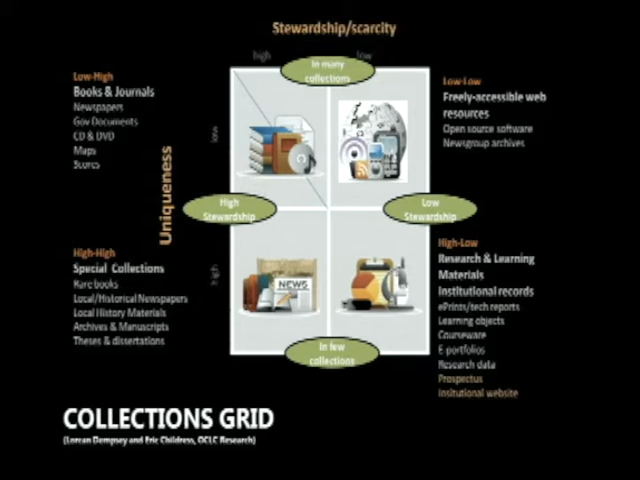 Stewardship/scarcity
high
low
In many
collections
Low-High
Books & Journals
Newspapers
Gov Documents
CD & DVD
Maps
Scores
Low-Low
Freely-accessible web
resources
Open source software
Newsgroup archives
Uniqueness
low
high
High
Stewardship
Low
Stewardship
High-High
Special Collections
Rare books
Local/Historical Newspapers
Local History Materials
Archives & Manuscripts
Theses & dissertations
NEWS
High-Low
Research & Learning
Materials
Institutional records
ePrints/tech reports
Learning objects
Courseware
E-portfolios
Research data
Prospectus
Insitutional website
In few
collections
COLLECTIONS GRID
(Lorcan Dempsey and Eric Childress, OCLC Research)